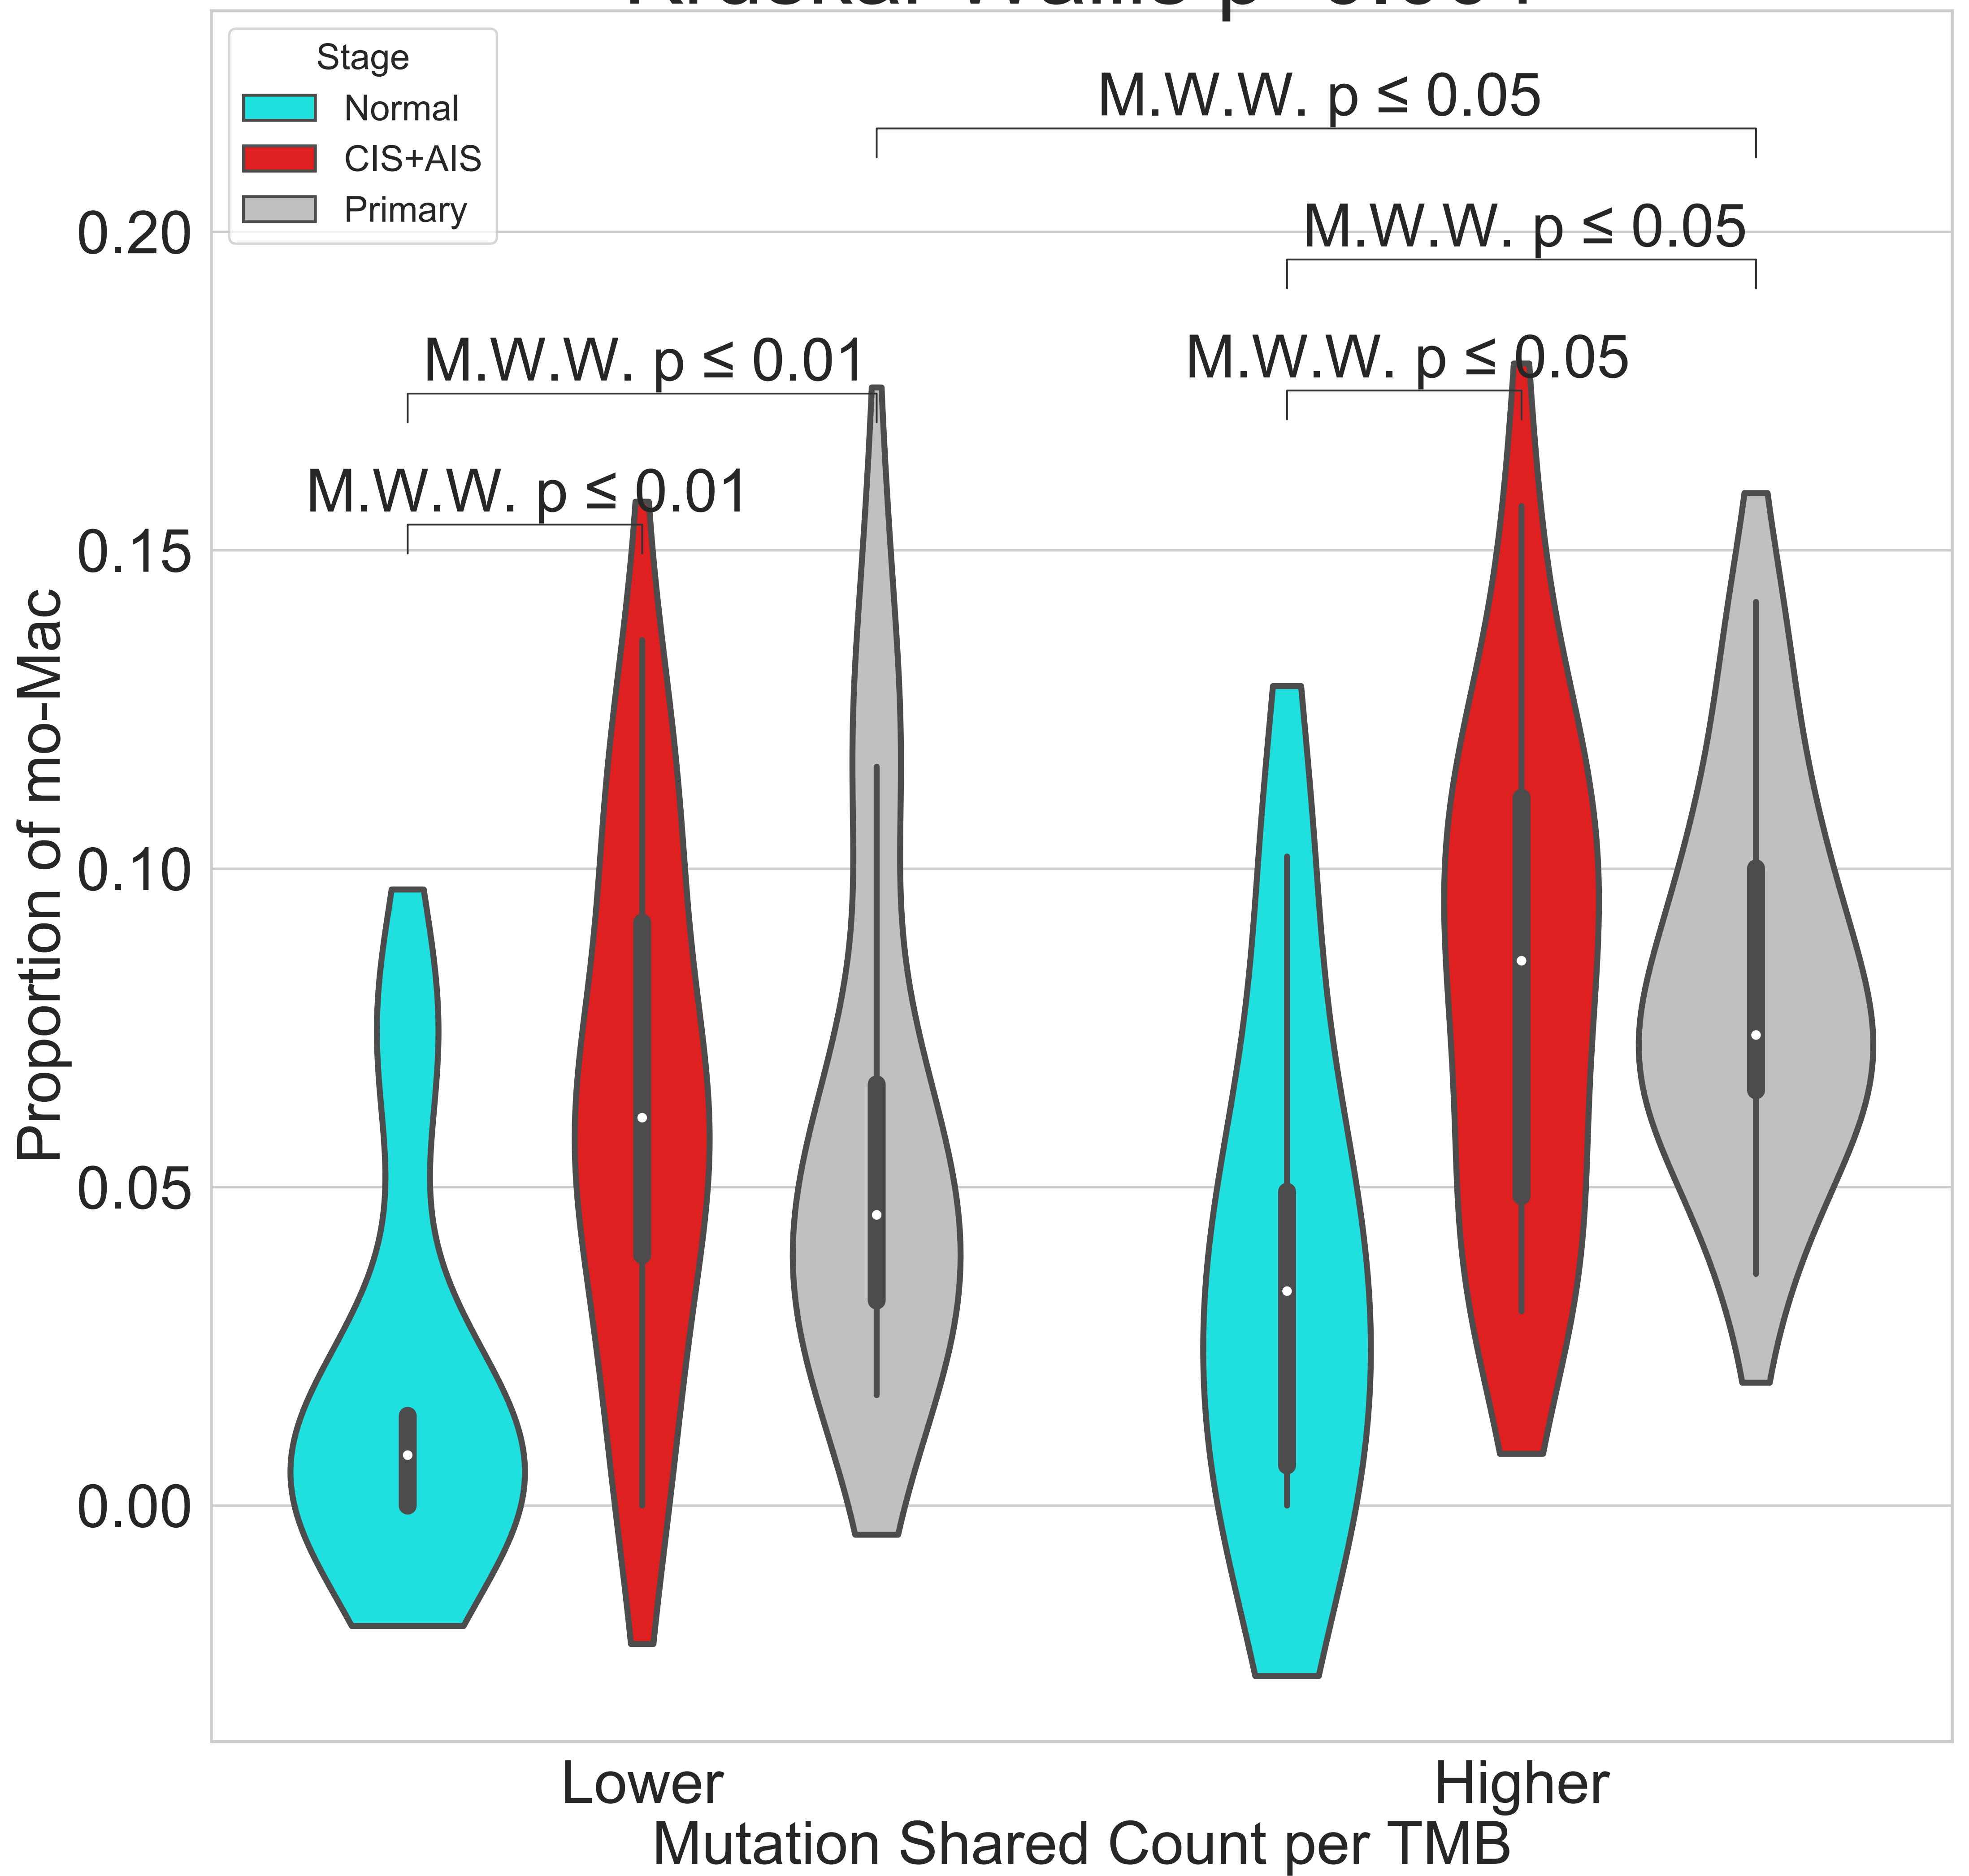 Stage
Normal
CIS+AIS
Primary
M.W.W. p ≤ 0.05
M.W.W. p ≤ 0.05
M.W.W. p ≤ 0.01
M.W.W. p ≤ 0.05
M.W.W. p ≤ 0.01
0.20
0.15
0.10
0.05
0.00
Proportion of mo-Mac
Lower
Higher
Mutation Shared Count per TMB